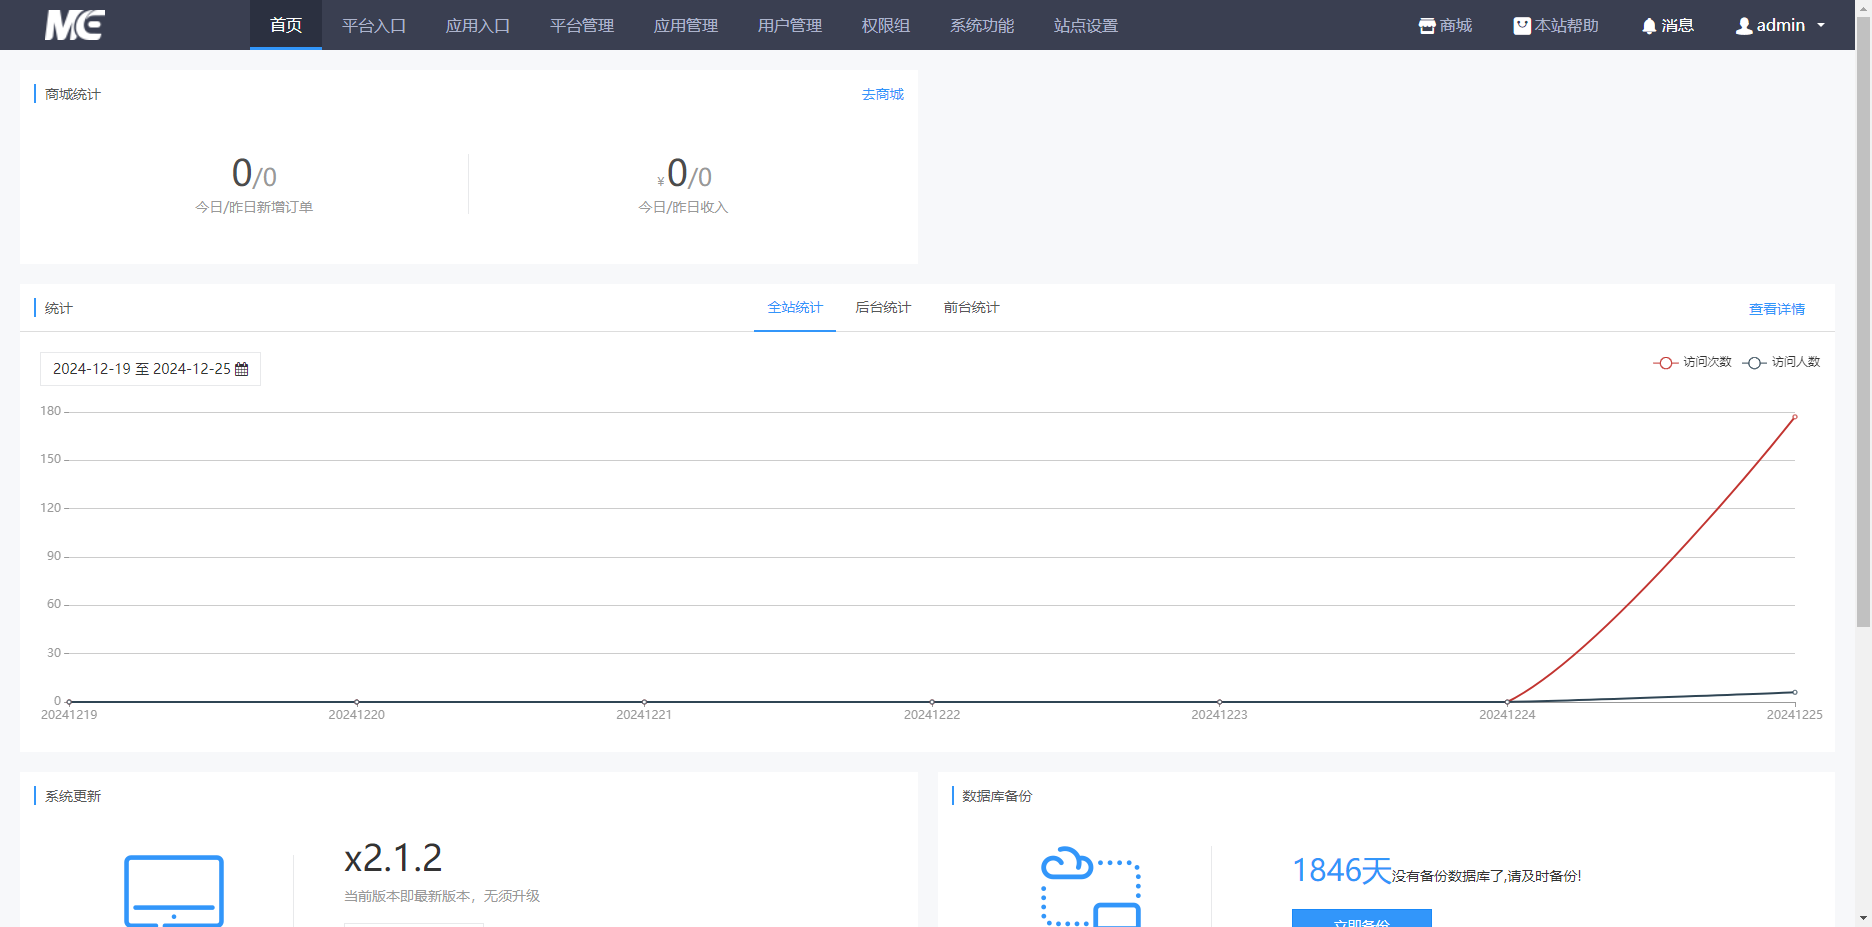 MC
首页 平台入口 应用入口 平台管理 应用管理 用户管理 权限组 系统功能 站点设置 商城 本站帮助 消息 admin
商城统计 去商城
0/0 ¥0/0
今日/昨日新增订单 今日/昨日收入
统计 全站统计 后台统计 前台统计 查看详情
2024-12-19 至 2024-12-25 访问次数 访问人数
180
150
120
90
60
30
0
20241219 20241220 20241221 20241222 20241223 20241224 20241225
系统更新 数据库备份
x2.1.2
1846天没有备份数据库了,请及时备份!
当前版本即最新版本，无须升级
立即备份